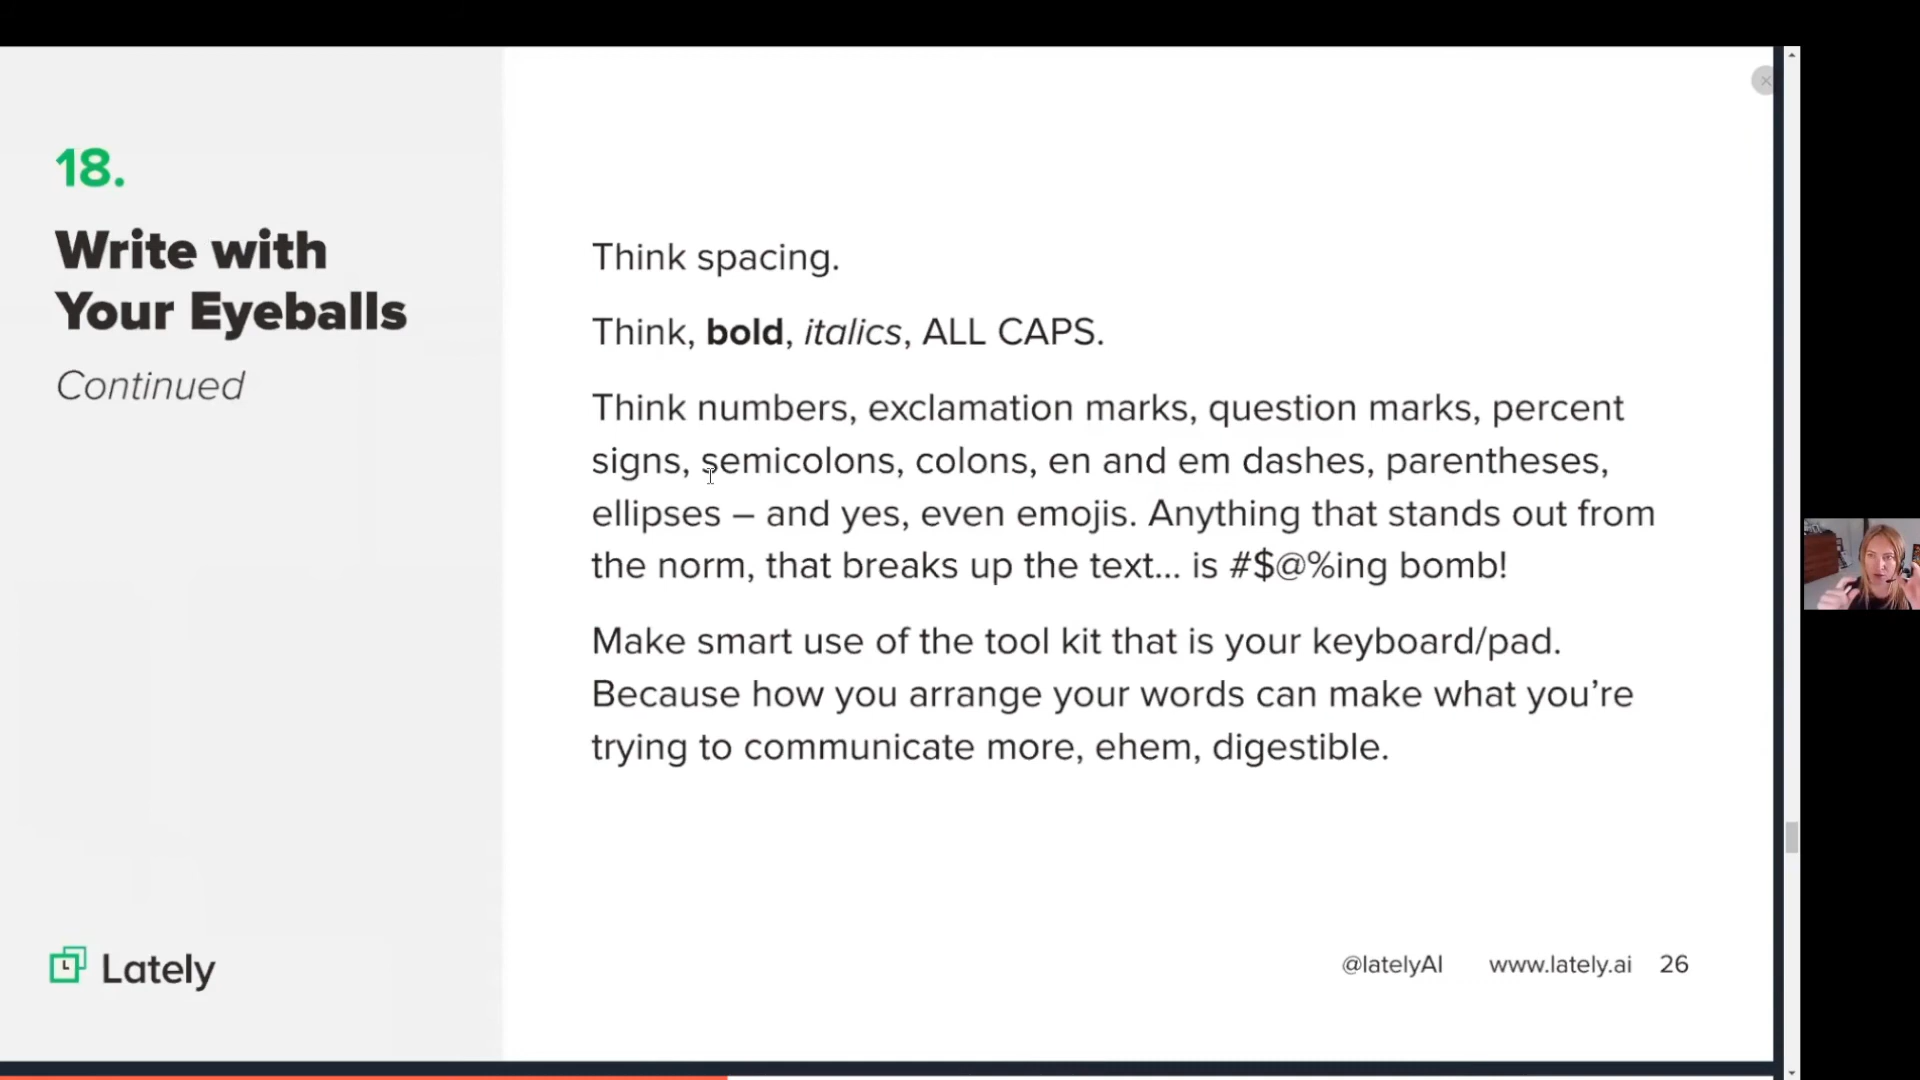 18.
Write with
Your Eyeballs
Continued
Think spacing.
Think, bold, italics, ALL CAPS.
Think numbers, exclamation marks, question marks, percent
signs, semicolons, colons, en and em dashes, parentheses,
ellipses – and yes, even emojis. Anything that stands out from
the norm, that breaks up the text... is #$@%ing bomb!
Make smart use of the tool kit that is your keyboard/pad.
Because how you arrange your words can make what you’re
trying to communicate more, ehem, digestible.
Lately
@latelyAI www.lately.ai 26